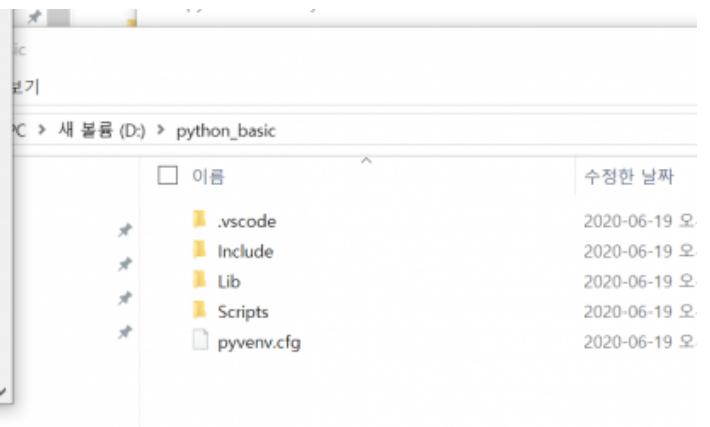 ic
보기
PC > 새 볼륨 (D:) > python_basic
이름 수정한 날짜
.vscode 2020-06-19 오
Include 2020-06-19 오
Lib 2020-06-19 오
Scripts 2020-06-19 오
pyvenv.cfg 2020-06-19 오